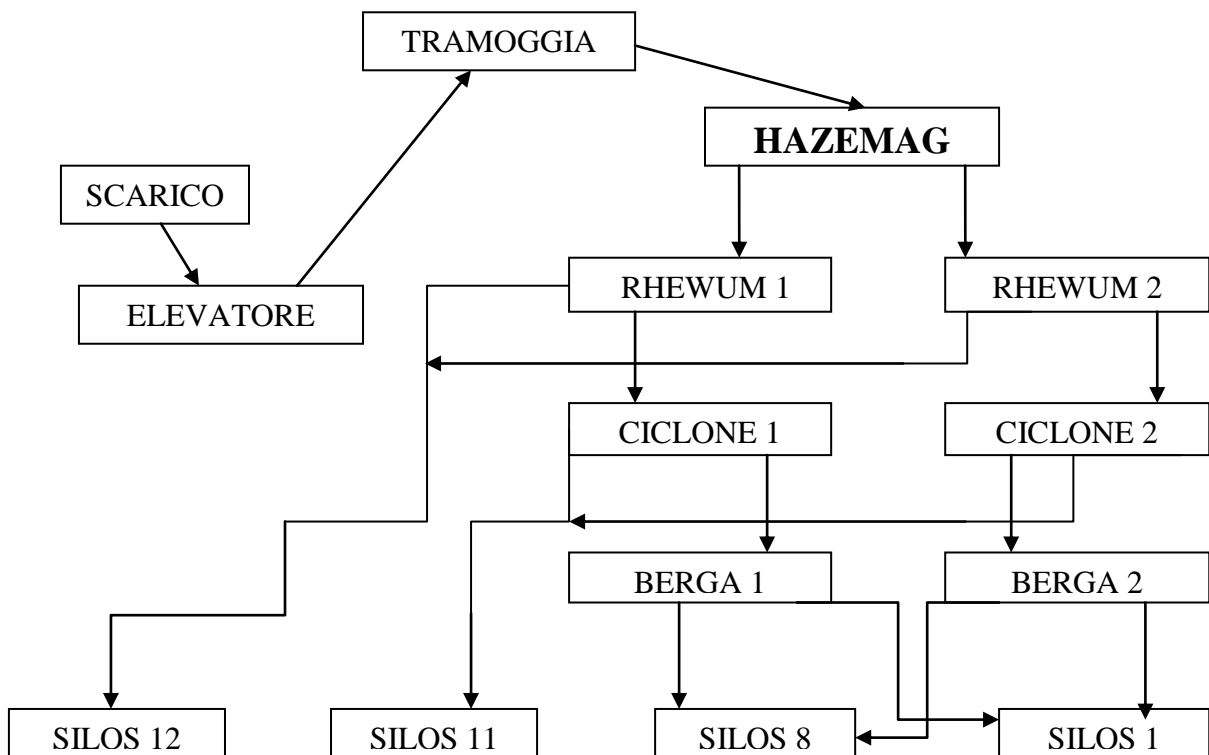 TRAMOGGIA
HAZEMAG
SCARICO
ELEVATORE
RHEWUM 1
RHEWUM 2
CICLONE 1
CICLONE 2
BERGA 1
BERGA 2
SILOS 12
SILOS 11
SILOS 8
SILOS 1